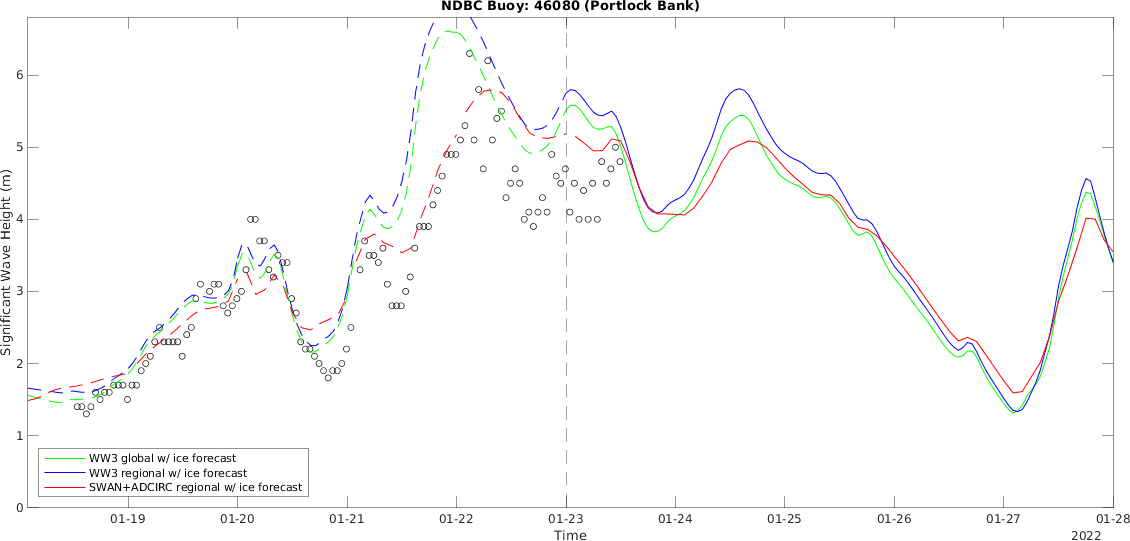 NDBC Buoy: 46080 (Portlock Bank)
Significant Wave Height (m)
6
5
4
3
2
1
0
WW3 global w/ ice forecast
WW3 regional w/ ice forecast
SWAN+ADCIRC regional w/ ice forecast
01-19 01-20 01-21 01-22 01-23 01-24 01-25 01-26 01-27 01-28
Time
2022